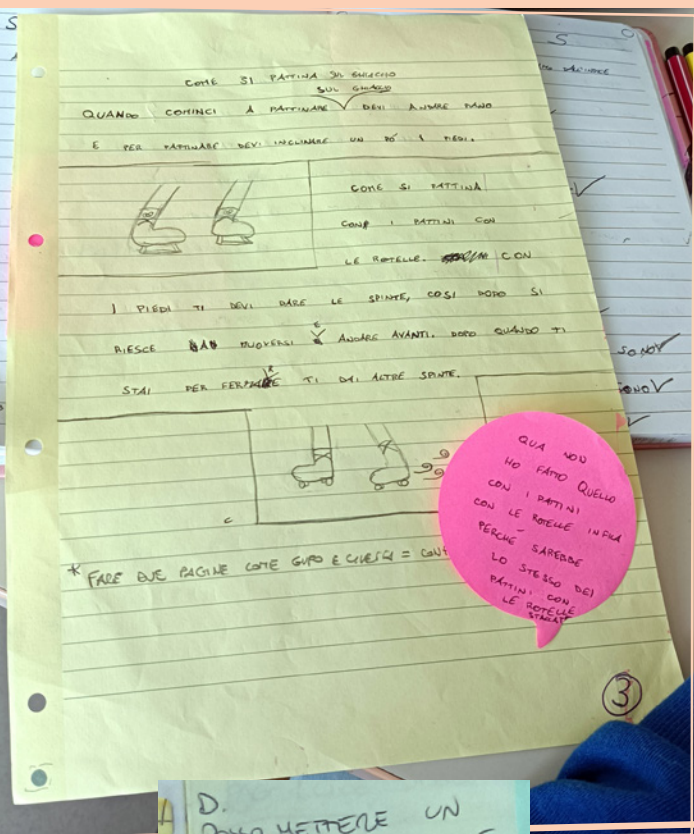 COME SI PATTINA SUL GHIACCIO
SUL GHIACCIO
QUANDO COMINCI A PATTINARE DEVI ANDARE PIANO
E PER PATTINARE DEVI INCLINARE UN PÓ I PIEDI.
COME SI PATTINA
CON I PATTINI CON
LE ROTELLE. CON
I PIEDI TI DEVI DARE LE SPINTE, COSI DOPO SI
RIESCE A MUOVERSI E ANDARE AVANTI. DOPO QUANDO TI
STAI PER FERMARE TI DAI ALTRE SPINTE.
* FARE DUE PAGINE COME GUFO E =
QUA NON
HO FATTO QUELLO
CON I PATTINI
CON LE ROTELLE IN FILA
PERCHÉ SAREBBE
LO STESSO DEI
PATTINI CON
LE ROTELLE
3
D.
METTERE UN
S
SONO
SONO